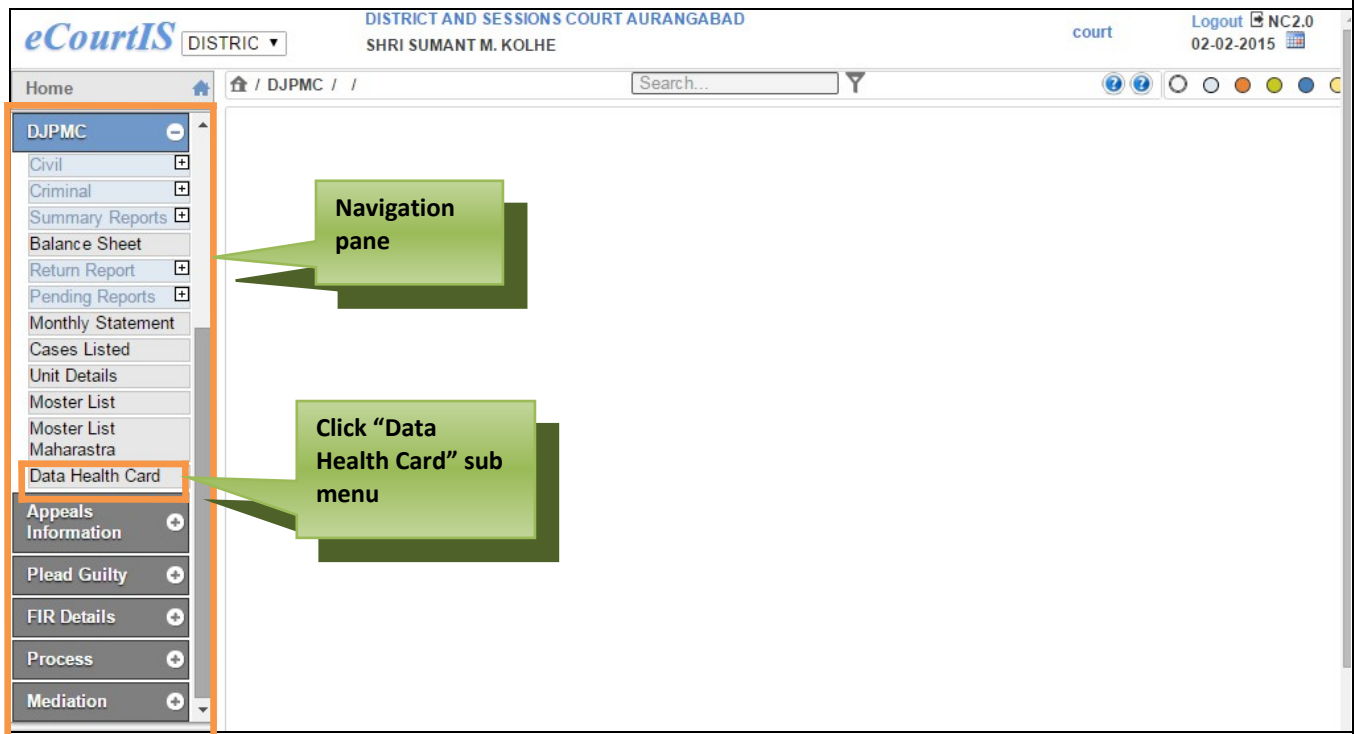 eCourtIS DISTRIC
DISTRICT AND SESSIONS COURT AURANGABAD
SHRI SUMANT M. KOLHE
court
Logout NC2.0
02-02-2015
Home
/ DJPMC / /
Search...
DJPMC
Civil
Criminal
Summary Reports
Balance Sheet
Return Report
Pending Reports
Monthly Statement
Cases Listed
Unit Details
Moster List
Moster List
Maharastra
Data Health Card
Appeals
Information
Plead Guilty
FIR Details
Process
Mediation
Navigation
pane
Click “Data
Health Card” sub
menu